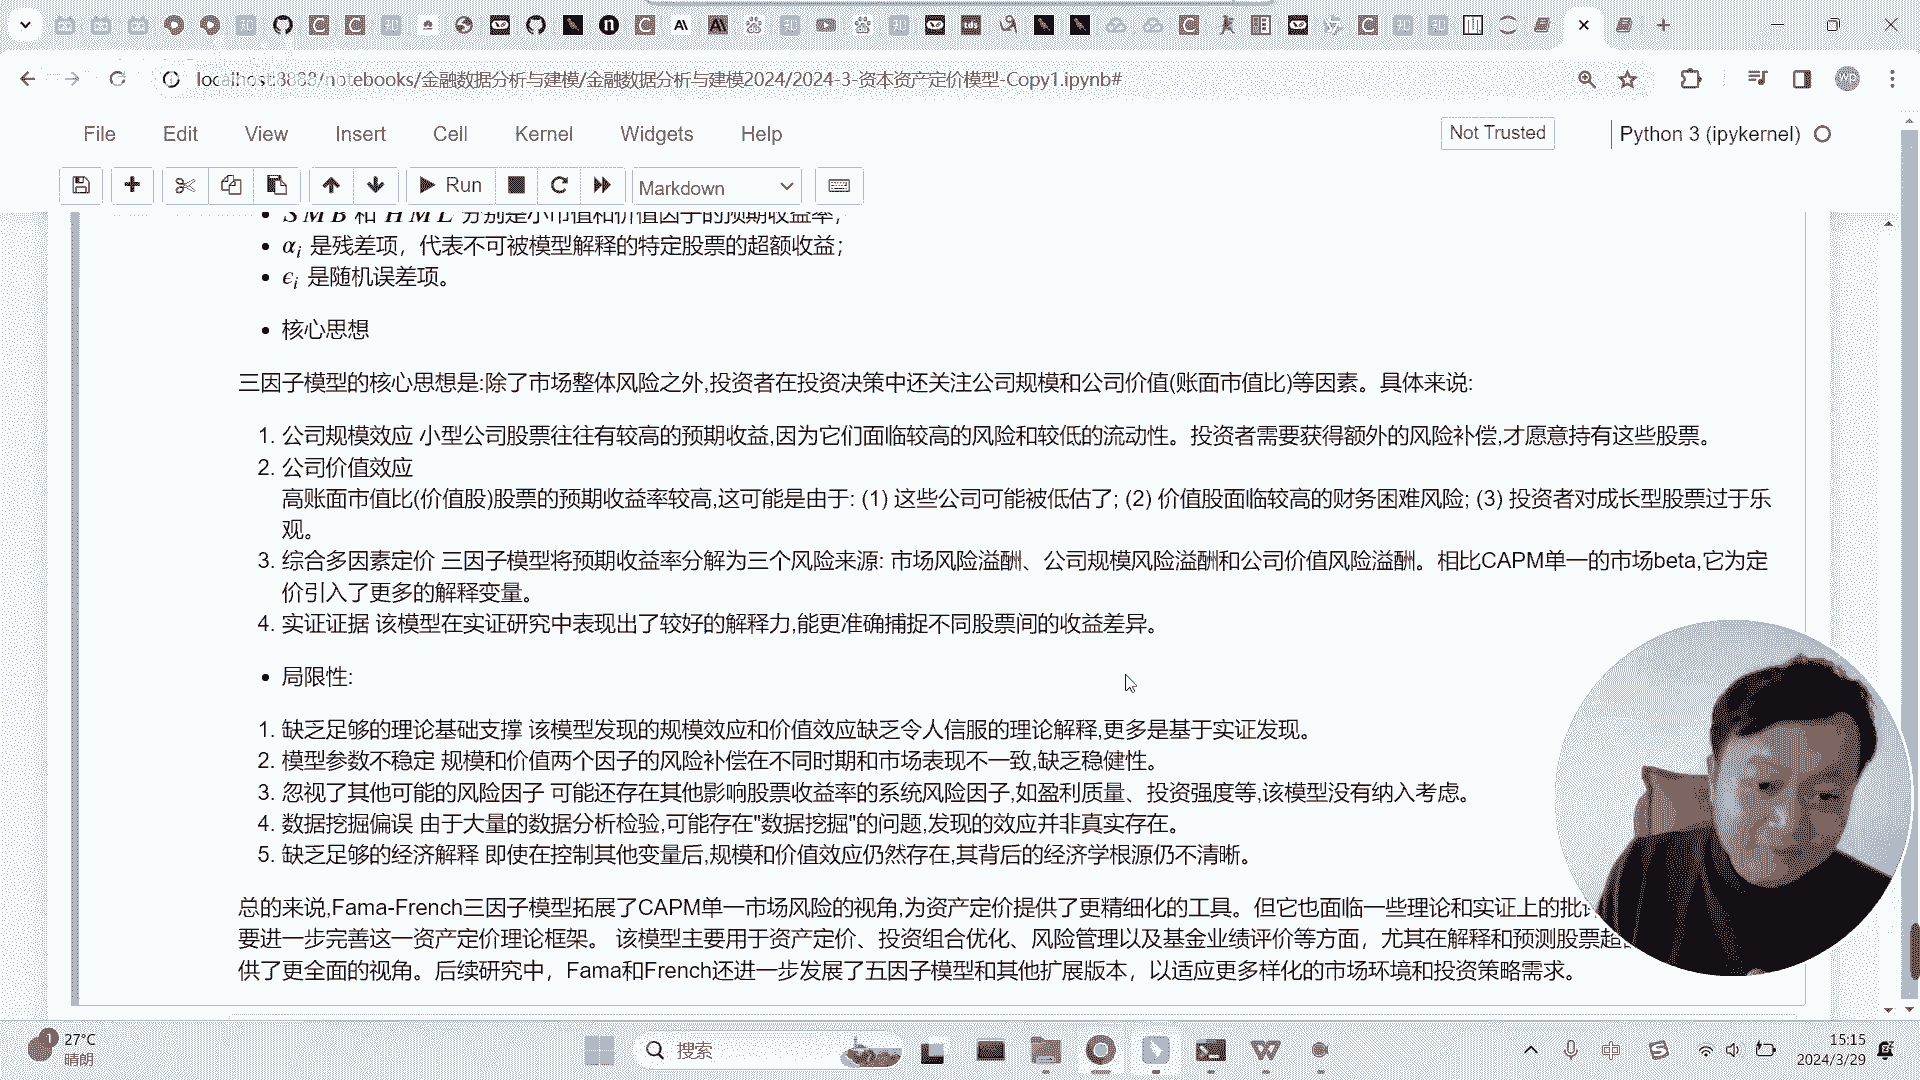 localhost:8888/notebooks/金融数据分析与建模/金融数据分析与建模2024/2024-3-资本资产定价模型-Copy1.ipynb#
wp
File Edit View Insert Cell Kernel Widgets Help Not Trusted Python 3 (ipykernel)
Run Markdown
SMB 和 HML 分别是小市值和价值因子的预期收益率；
αi 是残差项，代表不可被模型解释的特定股票的超额收益；
ϵi 是随机误差项。
核心思想
三因子模型的核心思想是:除了市场整体风险之外,投资者在投资决策中还关注公司规模和公司价值(账面市值比)等因素。具体来说:
1. 公司规模效应 小型公司股票往往有较高的预期收益,因为它们面临较高的风险和较低的流动性。投资者需要获得额外的风险补偿,才愿意持有这些股票。
2. 公司价值效应
高账面市值比(价值股)股票的预期收益率较高,这可能是由于: (1) 这些公司可能被低估了; (2) 价值股面临较高的财务困难风险; (3) 投资者对成长型股票过于乐
观。
3. 综合多因素定价 三因子模型将预期收益率分解为三个风险来源: 市场风险溢酬、公司规模风险溢酬和公司价值风险溢酬。相比CAPM单一的市场beta,它为定
价引入了更多的解释变量。
4. 实证证据 该模型在实证研究中表现出了较好的解释力,能更准确捕捉不同股票间的收益差异。
局限性:
1. 缺乏足够的理论基础支撑 该模型发现的规模效应和价值效应缺乏令人信服的理论解释,更多是基于实证发现。
2. 模型参数不稳定 规模和价值两个因子的风险补偿在不同时期和市场表现不一致,缺乏稳健性。
3. 忽视了其他可能的风险因子 可能还存在其他影响股票收益率的系统风险因子,如盈利质量、投资强度等,该模型没有纳入考虑。
4. 数据挖掘偏误 由于大量的数据分析检验,可能存在"数据挖掘"的问题,发现的效应并非真实存在。
5. 缺乏足够的经济解释 即使在控制其他变量后,规模和价值效应仍然存在,其背后的经济学根源仍不清晰。
总的来说,Fama-French三因子模型拓展了CAPM单一市场风险的视角,为资产定价提供了更精细化的工具。但它也面临一些理论和实证上的批
要进一步完善这一资产定价理论框架。 该模型主要用于资产定价、投资组合优化、风险管理以及基金业绩评价等方面，尤其在解释和预测股票超
供了更全面的视角。后续研究中，Fama和French还进一步发展了五因子模型和其他扩展版本，以适应更多样化的市场环境和投资策略需求。
1 27°C
晴朗
搜索
中
15:15
2024/3/29